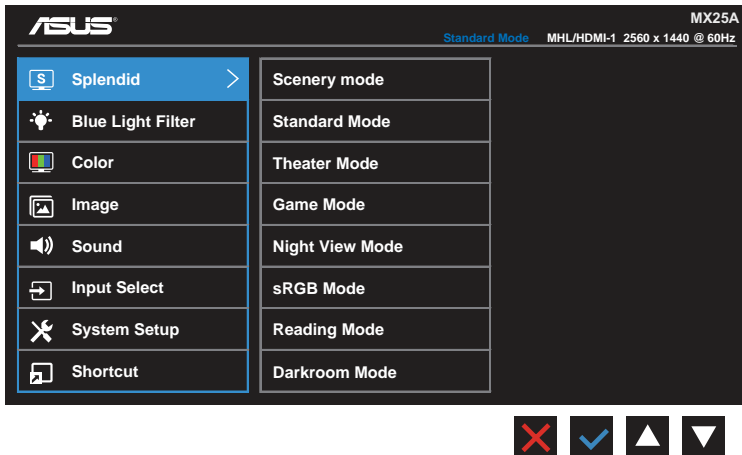 ASUS
MX25A
Standard Mode MHL/HDMI-1 2560 x 1440 @ 60Hz
S Splendid
Blue Light Filter
Color
Image
Sound
Input Select
System Setup
Shortcut
Scenery mode
Standard Mode
Theater Mode
Game Mode
Night View Mode
sRGB Mode
Reading Mode
Darkroom Mode